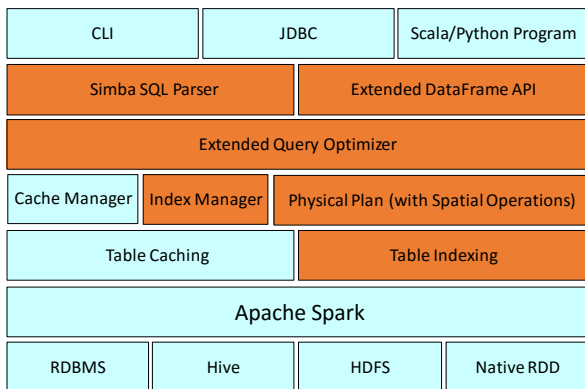 CLI
JDBC
Scala/Python Program
Simba SQL Parser
Extended DataFrame API
Extended Query Optimizer
Cache Manager
Index Manager
Physical Plan (with Spatial Operations)
Table Caching
Table Indexing
Apache Spark
RDBMS
Hive
HDFS
Native RDD